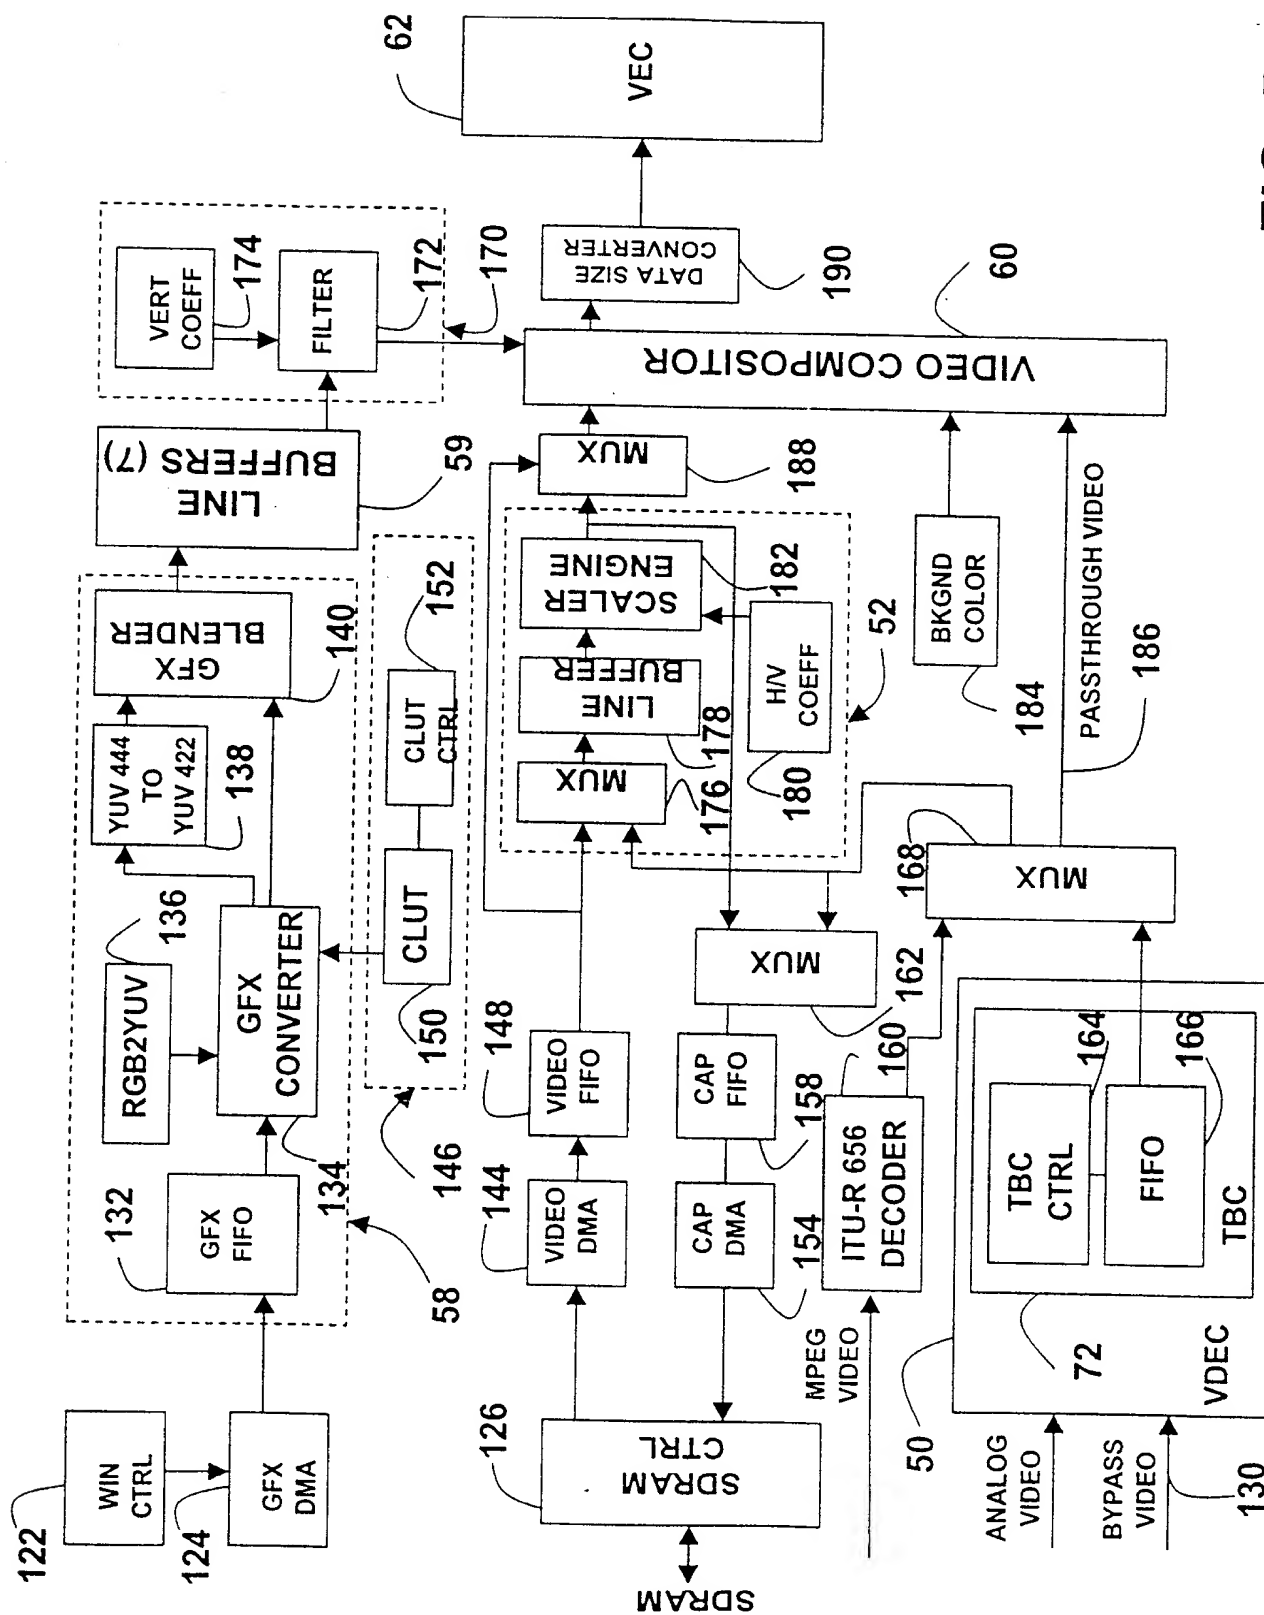 122
WIN
CTRL
124
GFX
DMA
132
GFX
FIFO
134
RGB2YUV
136
GFX
CONVERTER
YUV 444
TO
YUV 422
138
GFX
BLENDER
140
58
LINE
BUFFERS (7)
59
VERT
COEFF
174
FILTER
172
170
CLUT
150
CLUT
CTRL
152
146
SDRAM
SDRAM
CTRL
126
VIDEO
DMA
144
VIDEO
FIFO
148
CAP
DMA
154
CAP
FIFO
158
MUX
162
MUX
176
LINE
BUFFER
178
SCALER
ENGINE
182
H/V
COEFF
180
52
MUX
188
VIDEO COMPOSITOR
60
DATA SIZE
CONVERTER
190
VEC
62
MPEG
VIDEO
ITU-R 656
DECODER
160
BKGND
COLOR
184
PASSTHROUGH VIDEO
186
MUX
168
ANALOG
VIDEO
BYPASS
VIDEO
130
50
VDEC
72
TBC
CTRL
164
FIFO
166
TBC